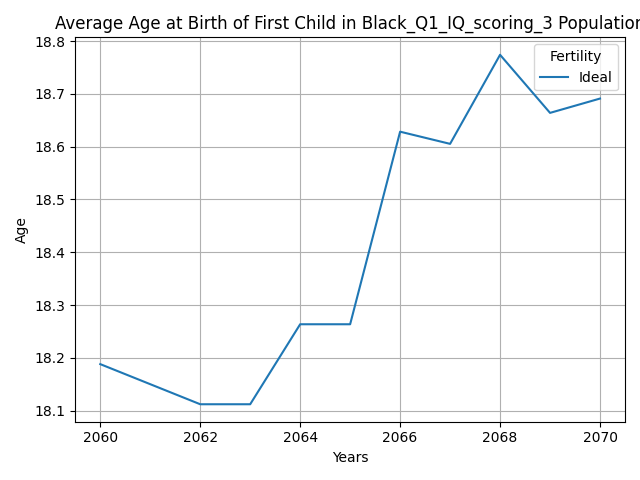 Average Age at Birth of First Child in Black_Q1_IQ_scoring_3 Population
Fertility
Ideal
18.8
18.7
18.6
18.5
18.4
18.3
18.2
18.1
Age
2060
2062
2064
2066
2068
2070
Years